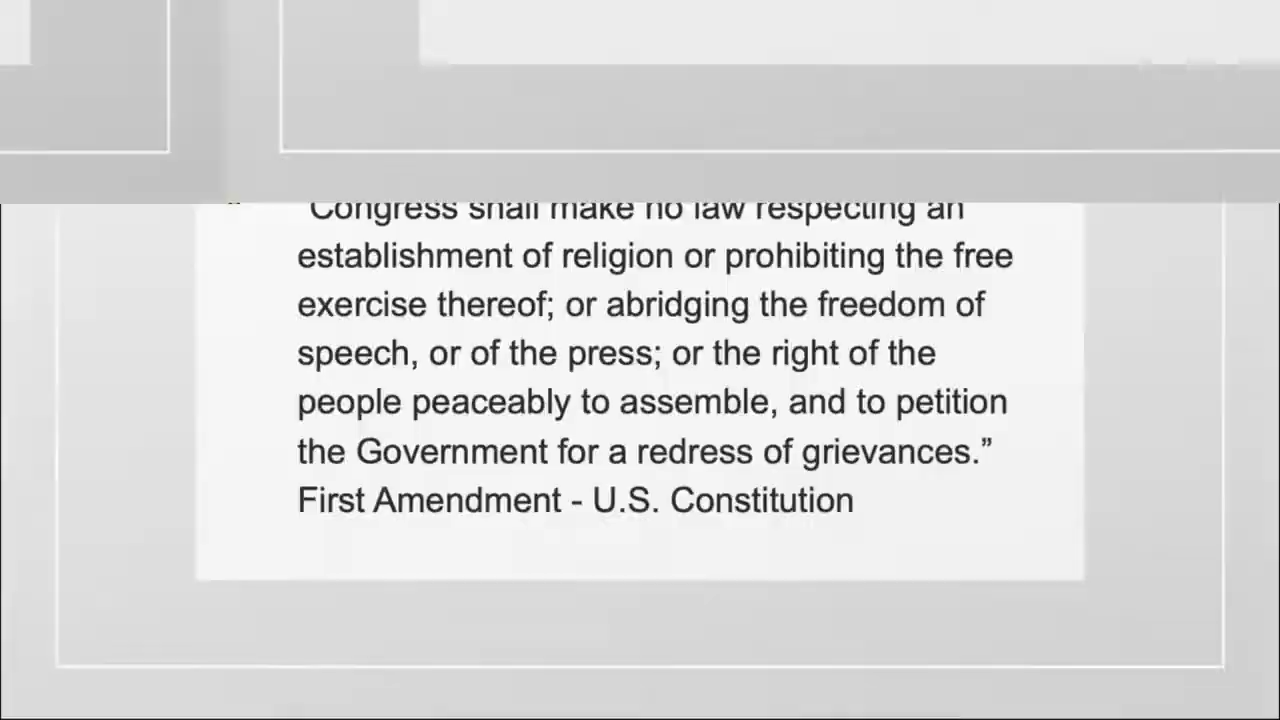 Congress shall make no law respecting an
establishment of religion or prohibiting the free
exercise thereof; or abridging the freedom of
speech, or of the press; or the right of the
people peaceably to assemble, and to petition
the Government for a redress of grievances.”
First Amendment - U.S. Constitution